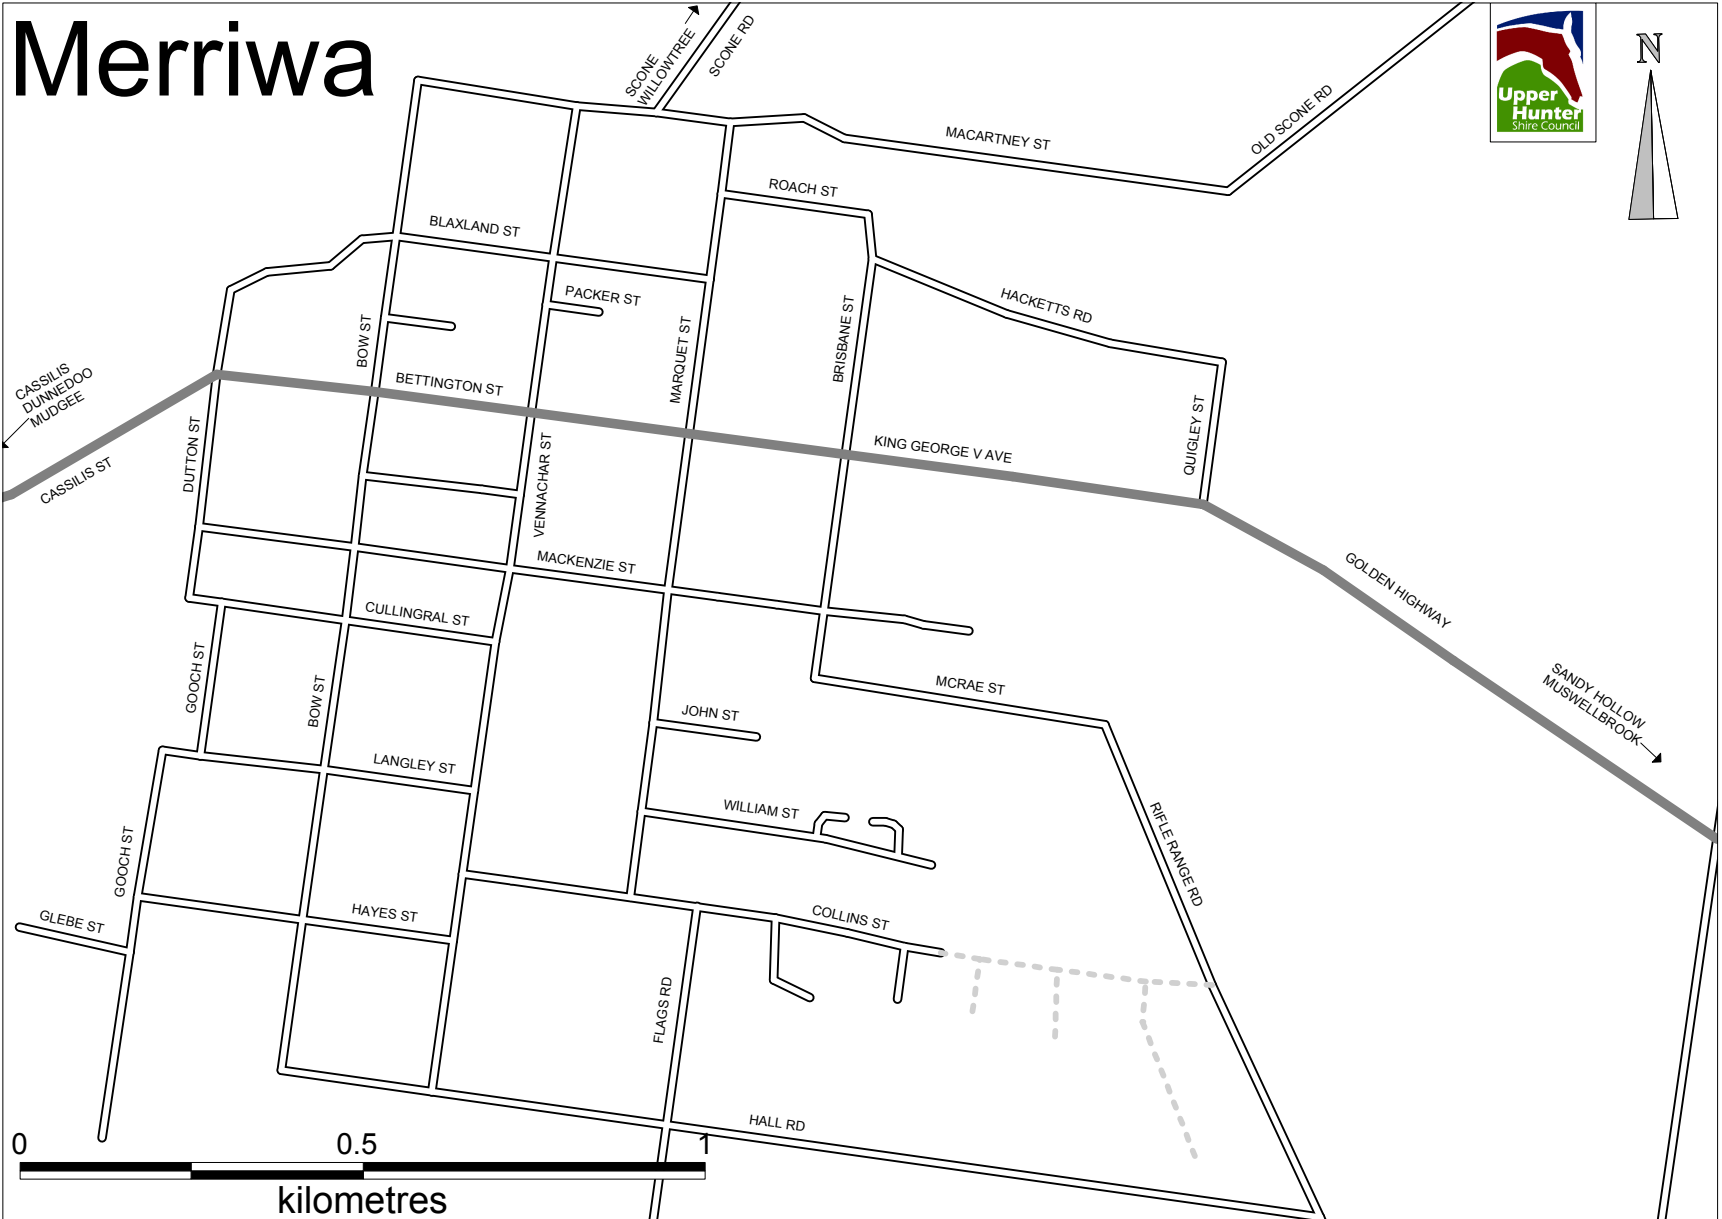 Merriwa
SCONE
WILLOWTREE
SCONE RD
MACARTNEY ST
OLD SCONE RD
Upper
Hunter
Shire Council
N
ROACH ST
BLAXLAND ST
PACKER ST
HACKETTS RD
BOW ST
MARQUET ST
BRISBANE ST
CASSILIS
DUNNEDOO
MUDGEE
BETTINGTON ST
QUIGLEY ST
DUTTON ST
CASSILIS ST
VENNACHAR ST
KING GEORGE V AVE
MACKENZIE ST
GOLDEN HIGHWAY
CULLINGRAL ST
GOOCH ST
BOW ST
MCRAE ST
SANDY HOLLOW
MUSWELLBROOK
JOHN ST
LANGLEY ST
WILLIAM ST
RIFLE RANGE RD
GOOCH ST
GLEBE ST
HAYES ST
COLLINS ST
FLAGS RD
HALL RD
0 0.5 1
kilometres